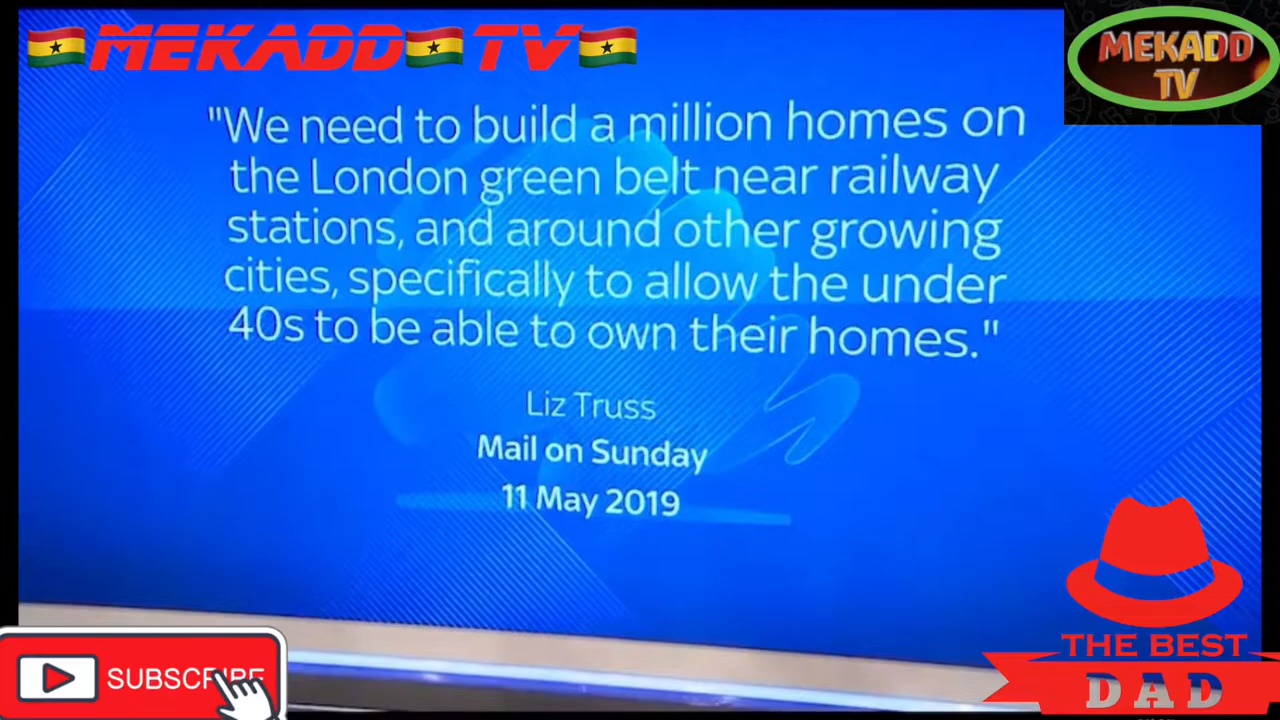 MEKADD TV
MEKADD
TV
"We need to build a million homes on
the London green belt near railway
stations, and around other growing
cities, specifically to allow the under
40s to be able to own their homes."
Liz Truss
Mail on Sunday
11 May 2019
SUBSCRIBE
THE BEST
DAD